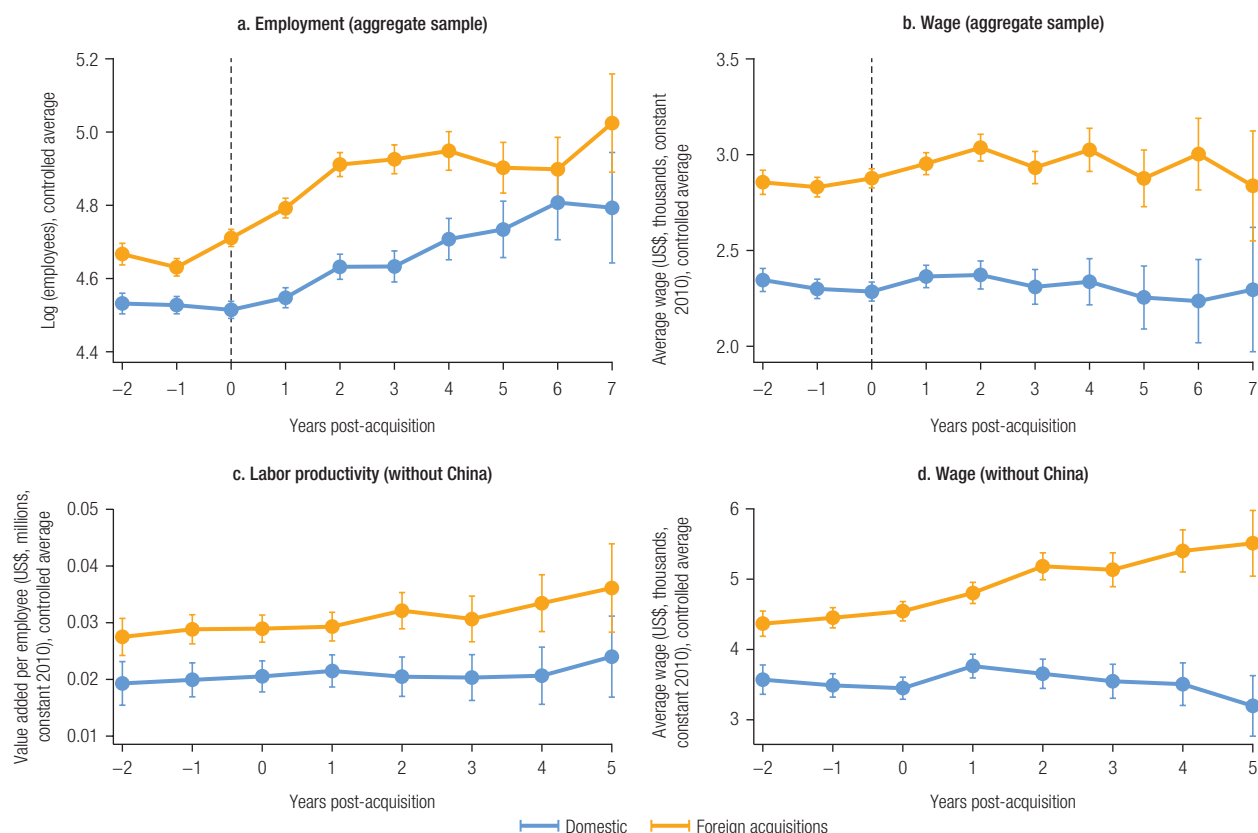 a. Employment (aggregate sample)
Log (employees), controlled average
5.2
5.0
4.8
4.6
4.4
–2 –1 0 1 2 3 4 5 6 7
Years post-acquisition
b. Wage (aggregate sample)
Average wage (US$, thousands, constant
2010), controlled average
3.5
3.0
2.5
2.0
–2 –1 0 1 2 3 4 5 6 7
Years post-acquisition
c. Labor productivity (without China)
Value added per employee (US$, millions,
constant 2010), controlled average
0.05
0.04
0.03
0.02
0.01
–2 –1 0 1 2 3 4 5
Years post-acquisition
d. Wage (without China)
Average wage (US$, thousands,
constant 2010), controlled average
6
5
4
3
–2 –1 0 1 2 3 4 5
Years post-acquisition
Domestic Foreign acquisitions